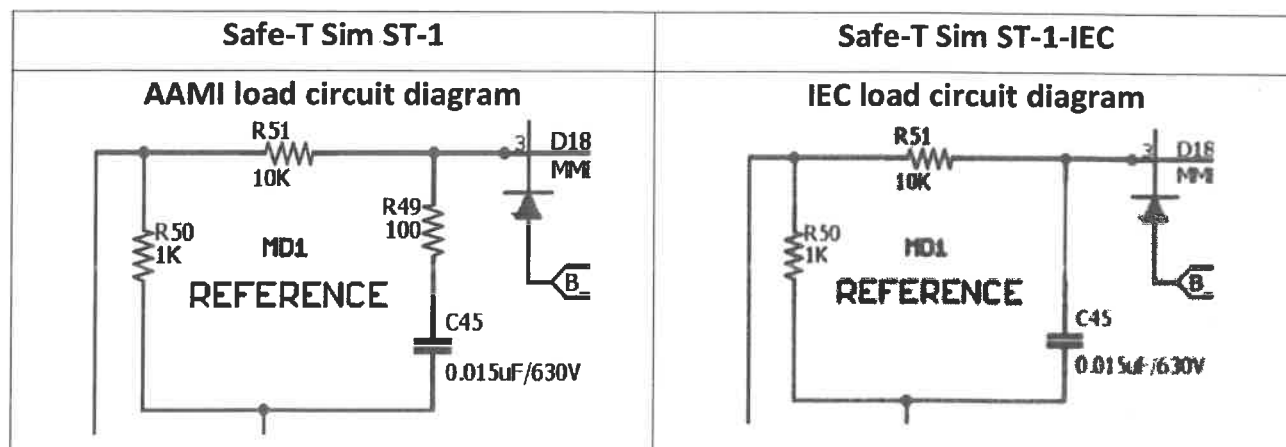 Safe-T Sim ST-1
AAMI load circuit diagram
R51
10K
3
D18
MMI
R49
100
R50
1K
MD1
REFERENCE
B_
C45
0.015uF/630V
Safe-T Sim ST-1-IEC
IEC load circuit diagram
R51
10K
3
D18
MMI
R50
1K
MD1
REFERENCE
B_
C45
0.015uF/630V